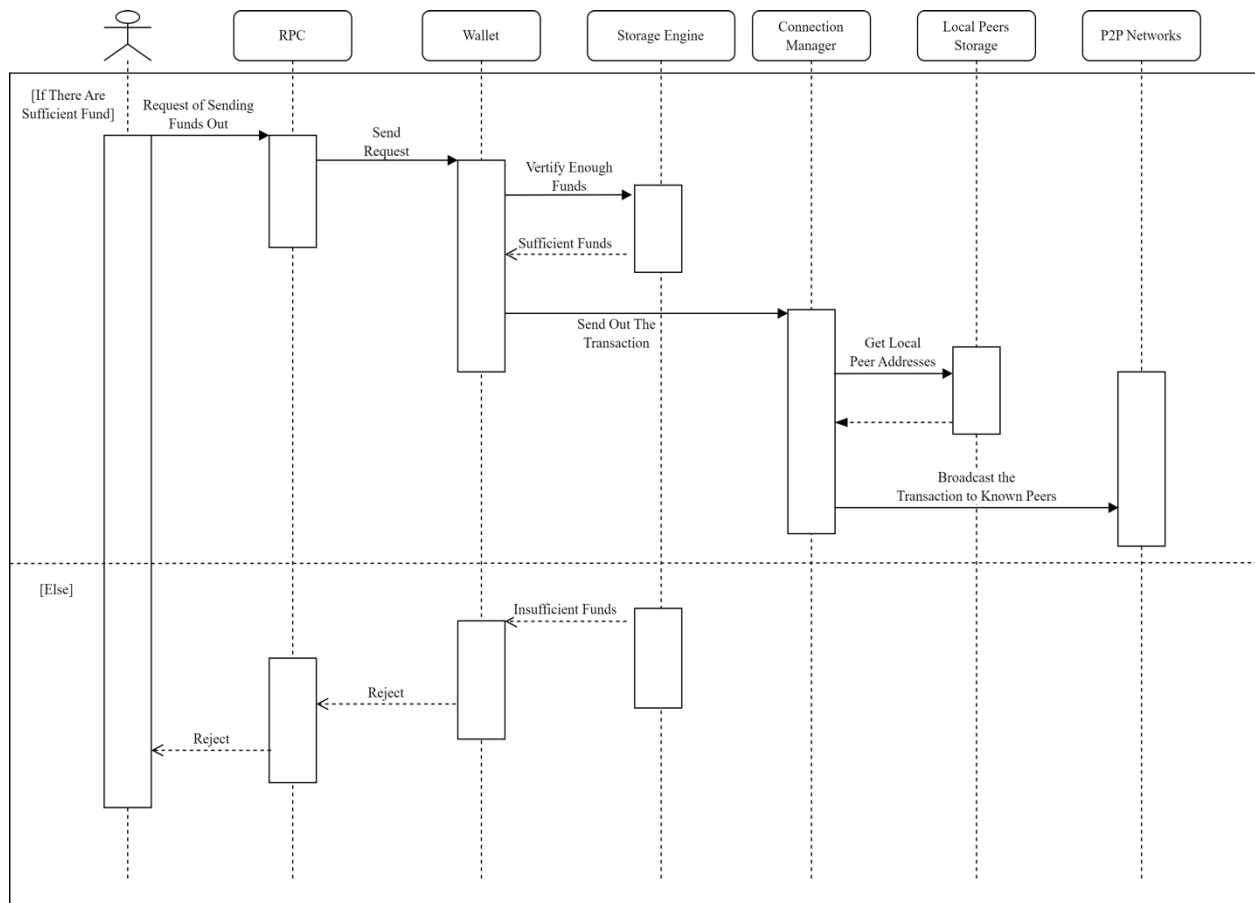 RPC
Wallet
Storage Engine
Connection
Manager
Local Peers
Storage
P2P Networks
[If There Are
Sufficient Fund]
Request of Sending
Funds Out
Send
Request
Vertify Enough
Funds
Sufficient Funds
Send Out The
Transaction
Get Local
Peer Addresses
Broadcast the
Transaction to Known Peers
[Else]
Insufficient Funds
Reject
Reject